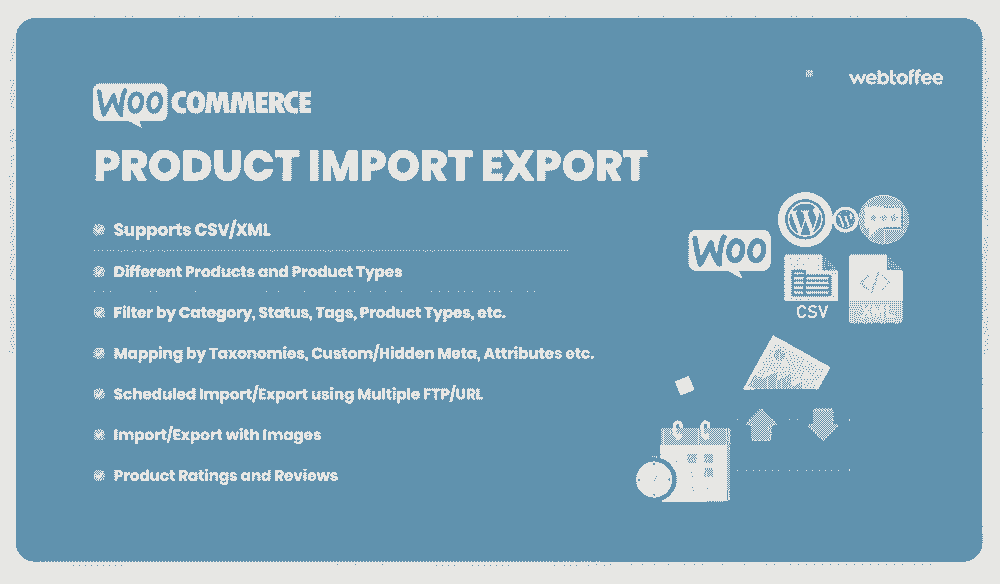 webtoffee
WOO COMMERCE
PRODUCT IMPORT EXPORT
Supports CSV/XML
Different Products and Product Types
Filter by Category, Status, Tags, Product Types, etc.
Mapping by Taxonomies, Custom/Hidden Meta, Attributes etc.
Scheduled Import/Export using Multiple FTP/URL
Import/Export with Images
Product Ratings and Reviews
WOO
CSV
XML